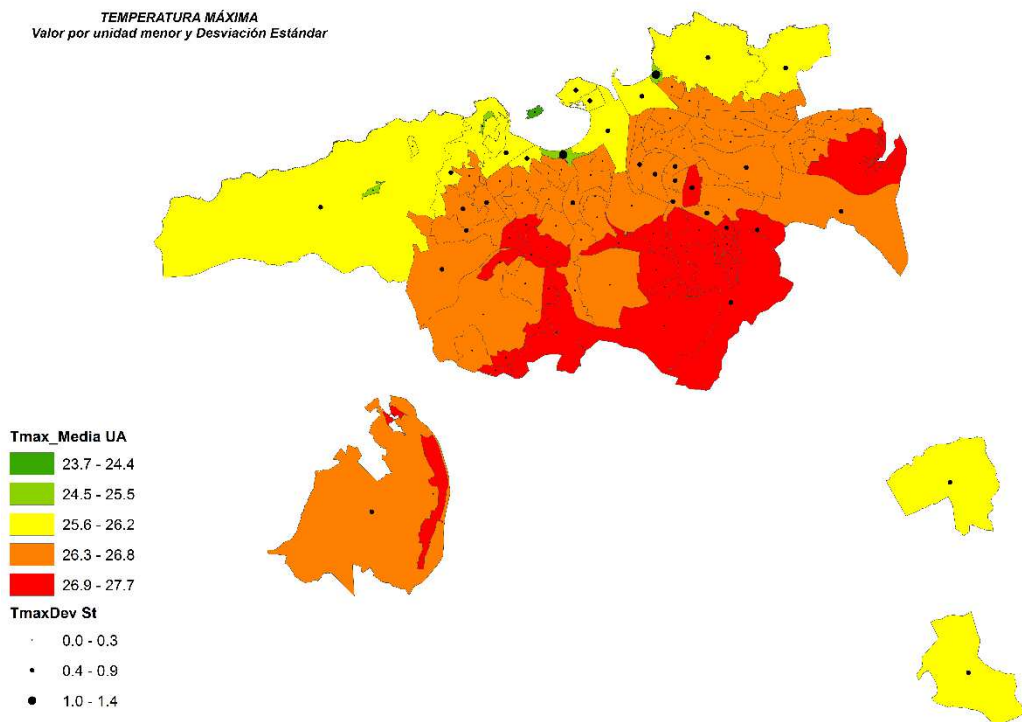 TEMPERATURA MÁXIMA
Valor por unidad menor y Desviación Estándar
Tmax_Media UA
23.7 - 24.4
24.5 - 25.5
25.6 - 26.2
26.3 - 26.8
26.9 - 27.7
TmaxDev St
0.0 - 0.3
0.4 - 0.9
1.0 - 1.4